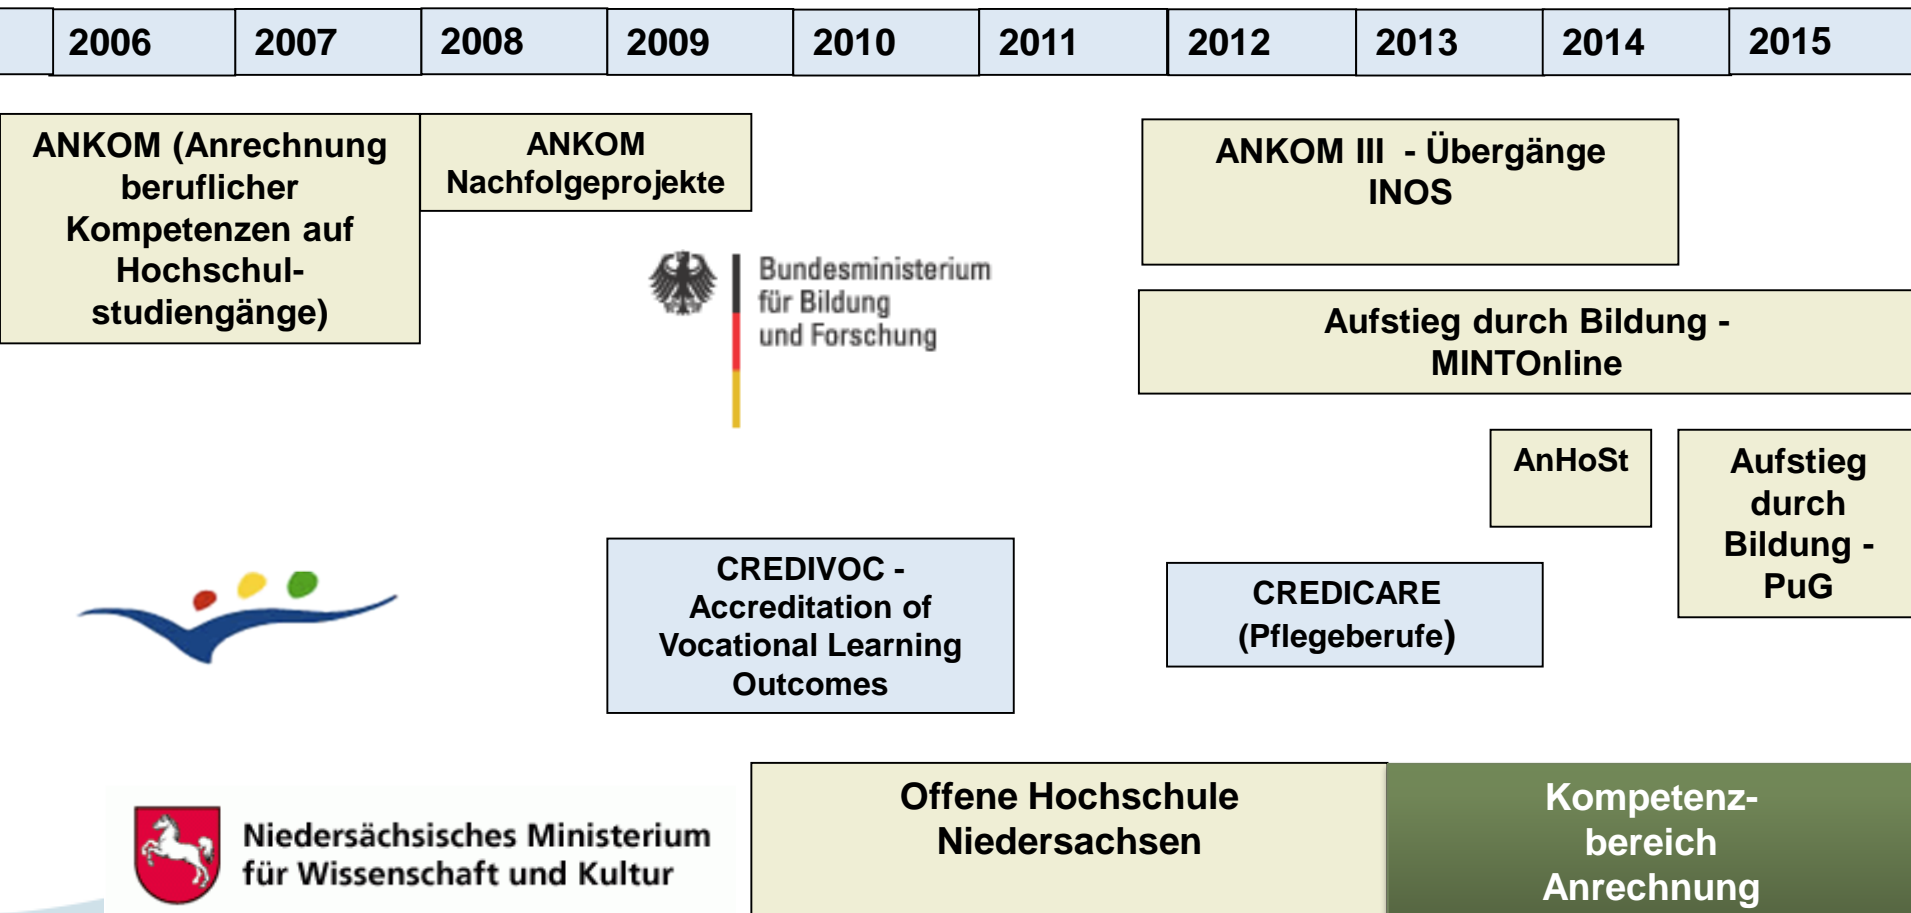 2006 2007 2008 2009 2010 2011 2012 2013 2014 2015
ANKOM (Anrechnung
beruflicher
Kompetenzen auf
Hochschul-
studiengänge)
ANKOM
Nachfolgeprojekte
ANKOM III - Übergänge
INOS
Bundesministerium
für Bildung
und Forschung
Aufstieg durch Bildung -
MINTOnline
AnHoSt
Aufstieg
durch
Bildung -
PuG
CREDIVOC -
Accreditation of
Vocational Learning
Outcomes
CREDICARE
(Pflegeberufe)
Niedersächsisches Ministerium
für Wissenschaft und Kultur
Offene Hochschule
Niedersachsen
Kompetenz-
bereich
Anrechnung